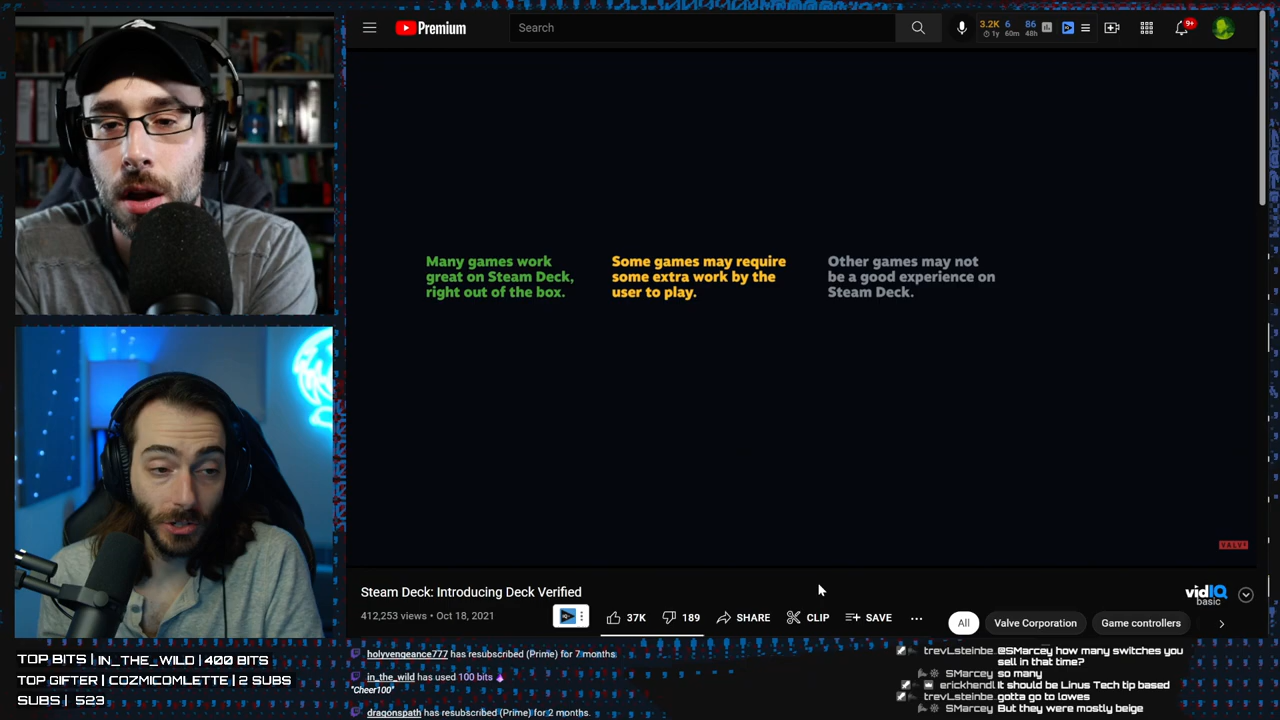 Premium
Search
3.2K 6 86
1y 60m 48h
9+
Many games work
great on Steam Deck,
right out of the box.
Some games may require
some extra work by the
user to play.
Other games may not
be a good experience on
Steam Deck.
VALVE
Steam Deck: Introducing Deck Verified
412,253 views • Oct 18, 2021
37K
189
SHARE
CLIP
SAVE
vidIQ
basic
All
Valve Corporation
Game controllers
TOP BITS | IN_THE_WILD | 400 BITS
TOP GIFTER | COZMICOMLETTE | 2 SUBS
SUBS | 523
holyvengeance777 has resubscribed (Prime) for 7 months.
in_the_wild has used 100 bits
"Cheer100"
dragonspath has resubscribed (Prime) for 2 months.
trevl_steinbe @SMarcey how many switches you
sell in that time?
SMarcey so many
erickhendl It should be Linus Tech tip based
trevl_steinbe gotta go to lowes
SMarcey But they were mostly beige